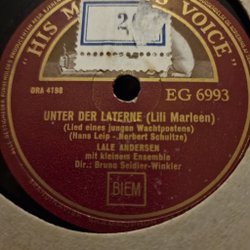 "HIS MASTER'S VOICE"
ORA 4198
EG 6993
UNTER DER LATERNE (Lili Marleen)
(Lied eines jungen Wachtpostens)
(Hans Leip - Norbert Schultze)
LALE ANDERSEN
mit kleinem Ensemble
Dir.: Bruno Seidler-Winkler
BIEM